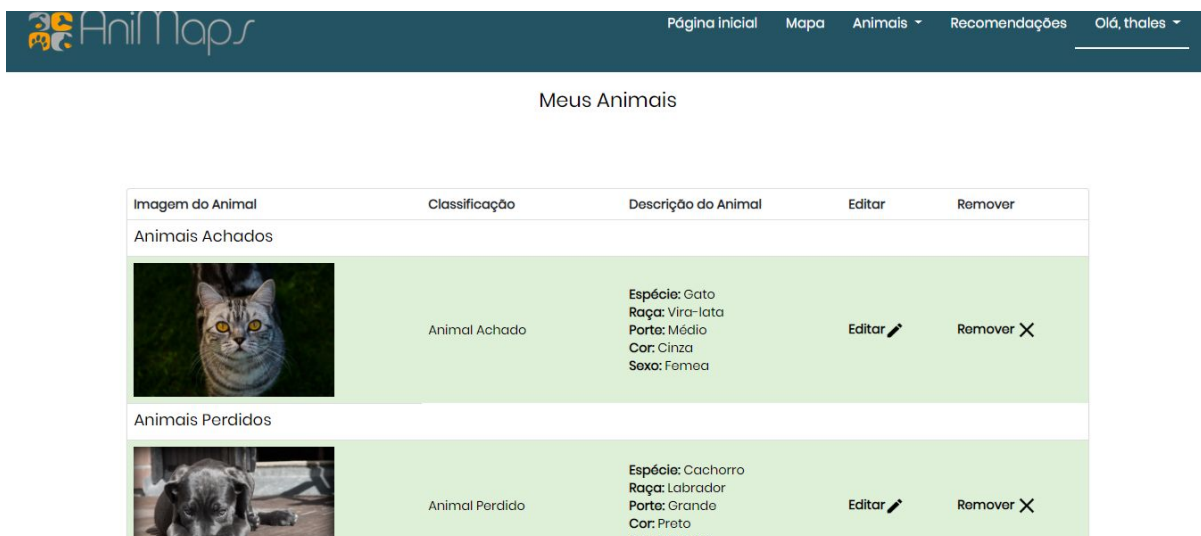 AniMaps
Página inicial Mapa Animais Recomendações Olá, thales
Meus Animais
Imagem do Animal Classificação Descrição do Animal Editar Remover
Animais Achados
Espécie: Gato
Raça: Vira-lata
Animal Achado Porte: Médio Editar Remover
Cor: Cinza
Sexo: Femea
Animais Perdidos
Espécie: Cachorro
Raça: Labrador
Animal Perdido Porte: Grande Editar Remover
Cor: Preto